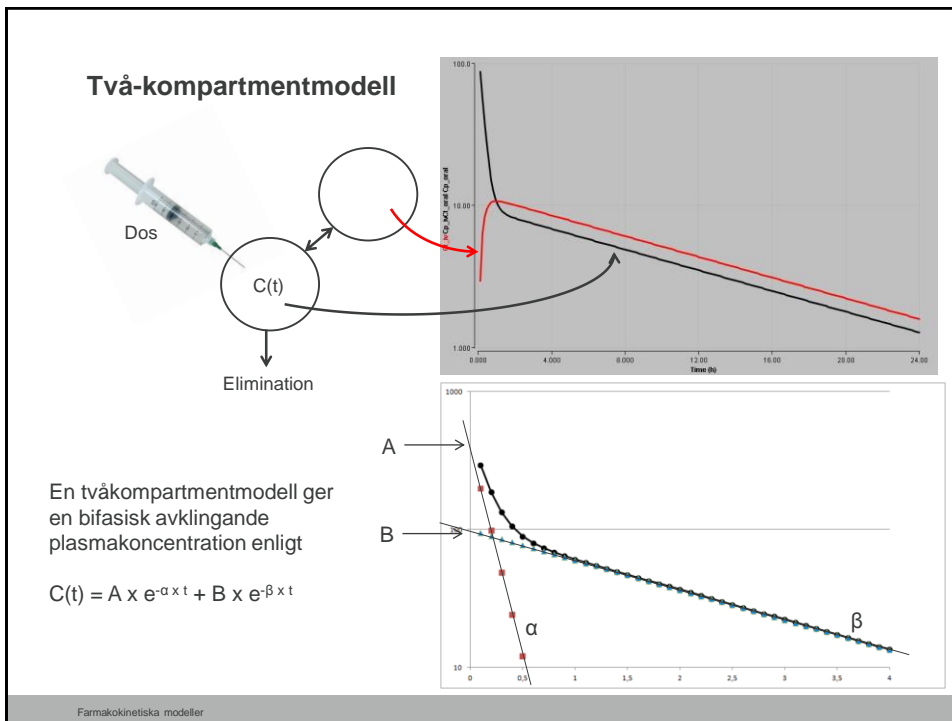 Två-kompartmentmodell
Dos
C(t)
Elimination
100.0
10.00
1.000
0.000 4.000 8.000 12.00 16.00 20.00 24.00
Time (h)
En tvåkompartmentmodell ger
en bifasisk avklingande
plasmakoncentration enligt
C(t) = A x e-α x t + B x e-β x t
A
B
1000
10
α
β
0 0,5 1 1,5 2 2,5 3 3,5 4
Farmakokinetiska modeller